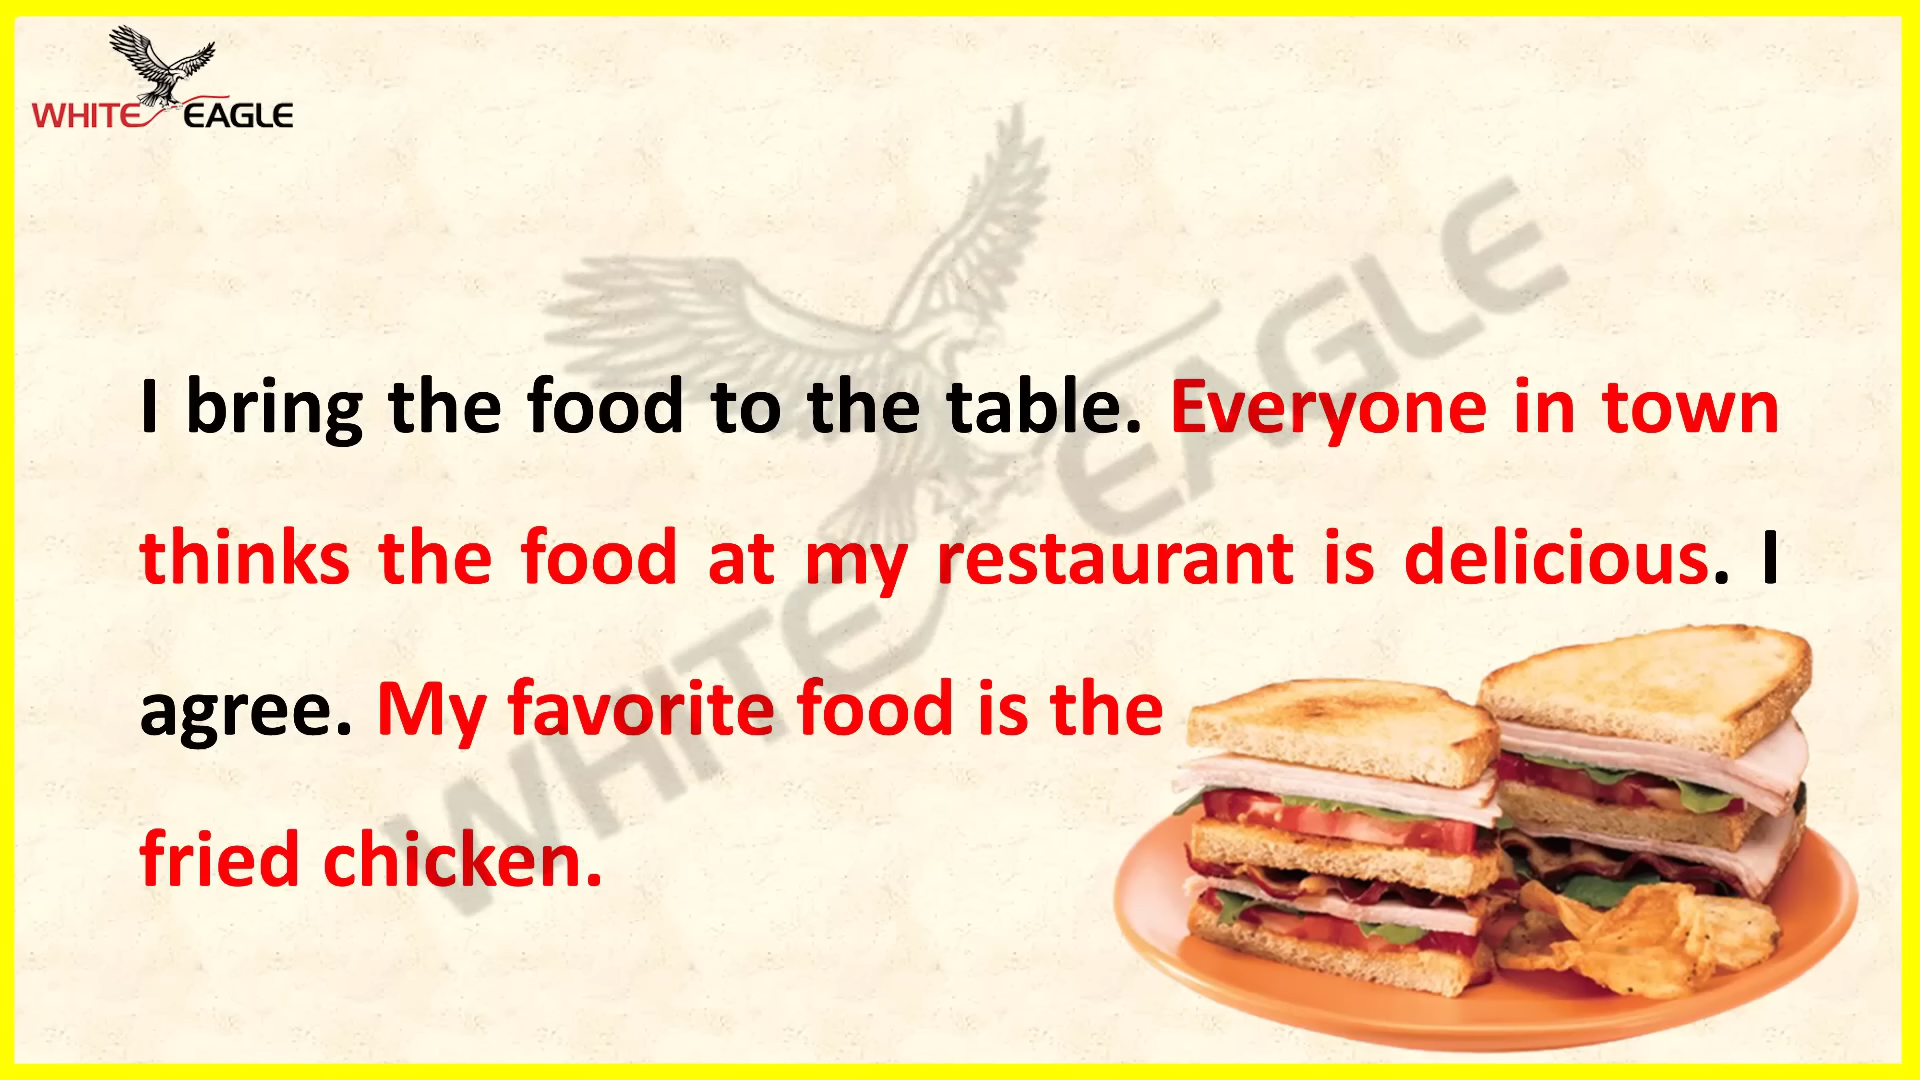 WHITE EAGLE
I bring the food to the table. Everyone in town
thinks the food at my restaurant is delicious. I
agree. My favorite food is the
fried chicken.
WHITE EAGLE